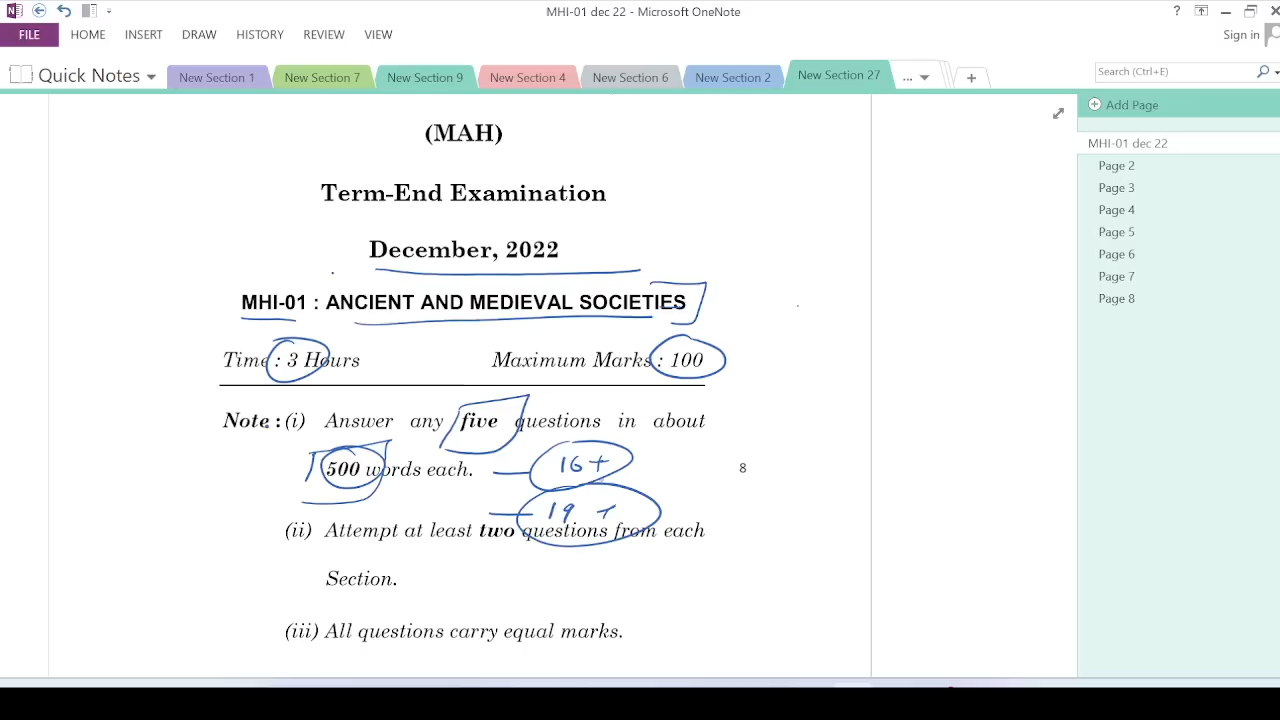 MHI-01 dec 22 - Microsoft OneNote
?
Sign in
FILE HOME INSERT DRAW HISTORY REVIEW VIEW
Quick Notes New Section 1 New Section 7 New Section 9 New Section 4 New Section 6 New Section 2 New Section 27 ... +
Search (Ctrl+E)
Add Page
MHI-01 dec 22
Page 2
Page 3
Page 4
Page 5
Page 6
Page 7
Page 8
(MAH)
Term-End Examination
December, 2022
MHI-01 : ANCIENT AND MEDIEVAL SOCIETIES
Time : 3 Hours Maximum Marks : 100
Note : (i) Answer any five questions in about
500 words each. 16+ 8
19 +
(ii) Attempt at least two questions from each
Section.
(iii) All questions carry equal marks.